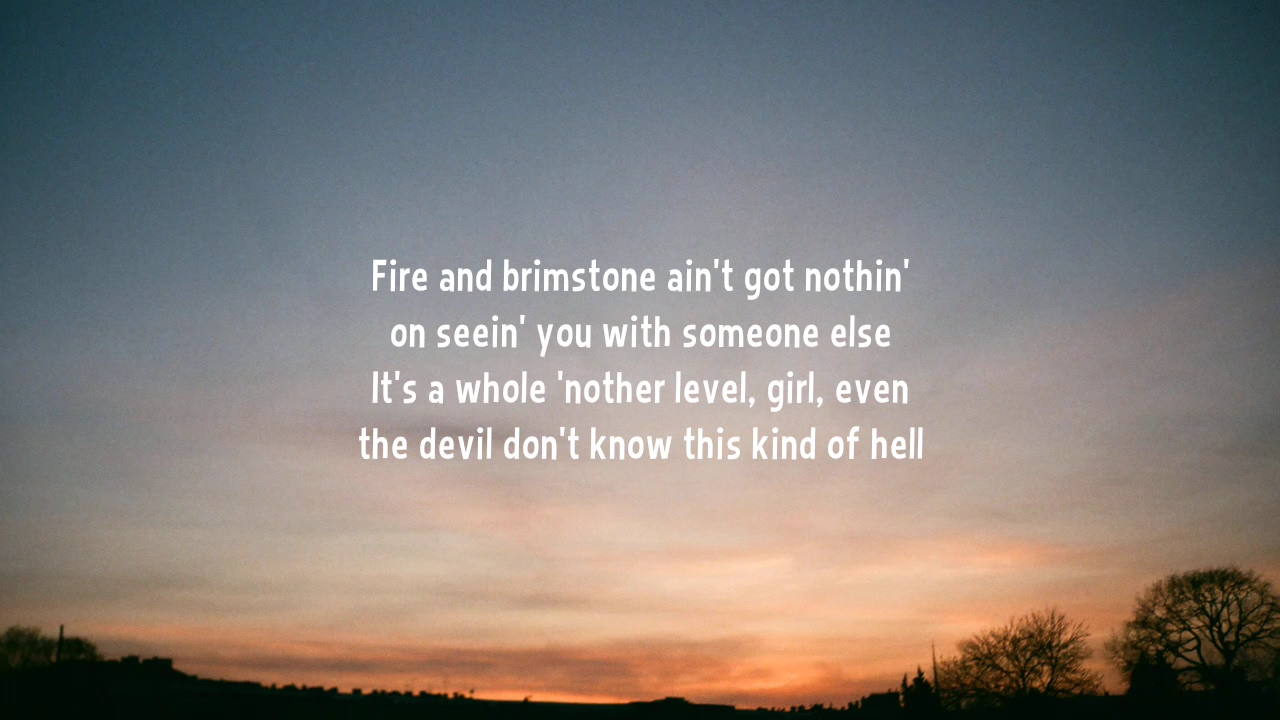 Fire and brimstone ain't got nothin'
on seein' you with someone else
It's a whole 'nother level, girl, even
the devil don't know this kind of hell